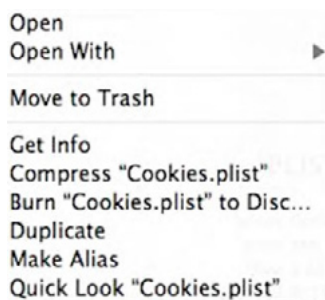 Open
Open With
Move to Trash
Get Info
Compress “Cookies.plist”
Burn “Cookies.plist” to Disc...
Duplicate
Make Alias
Quick Look “Cookies.plist”